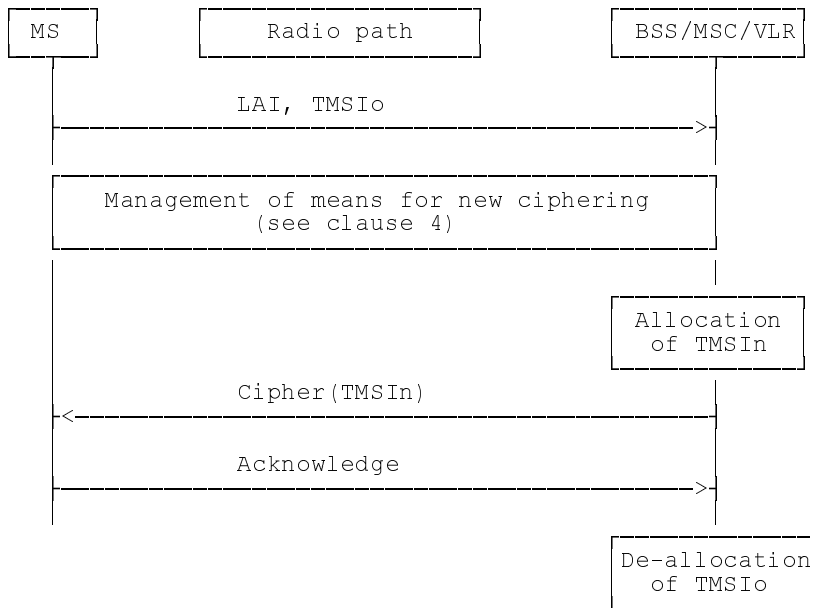 MS
Radio path
BSS/MSC/VLR
LAI, TMSIo
Management of means for new ciphering
(see clause 4)
Allocation
of TMSIn
Cipher(TMSIn)
Acknowledge
De-allocation
of TMSIo